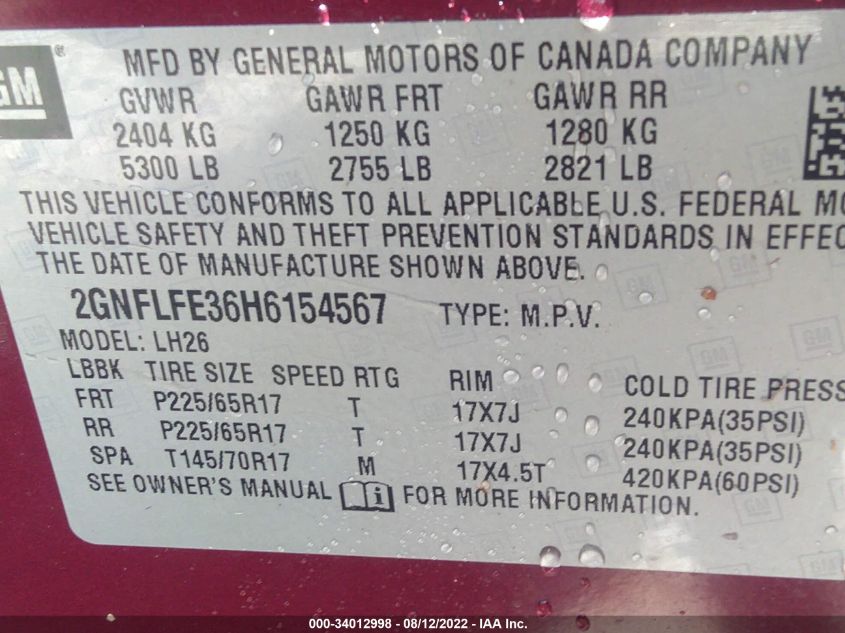 GM ®
MFD BY GENERAL MOTORS OF CANADA COMPANY
GVWR GAWR FRT GAWR RR
2404 KG 1250 KG 1280 KG
5300 LB 2755 LB 2821 LB
THIS VEHICLE CONFORMS TO ALL APPLICABLE U.S. FEDERAL MO
VEHICLE SAFETY AND THEFT PREVENTION STANDARDS IN EFFEC
THE DATE OF MANUFACTURE SHOWN ABOVE.
2GNFLFE36H6154567 TYPE: M.P.V.
MODEL: LH26
LBBK TIRE SIZE SPEED RTG RIM COLD TIRE PRESS
FRT P225/65R17 T 17X7J 240KPA(35PSI)
RR P225/65R17 T 17X7J 240KPA(35PSI)
SPA T145/70R17 M 17X4.5T 420KPA(60PSI)
SEE OWNER'S MANUAL i FOR MORE INFORMATION.
000-34012998 - 08/12/2022 - IAA Inc.